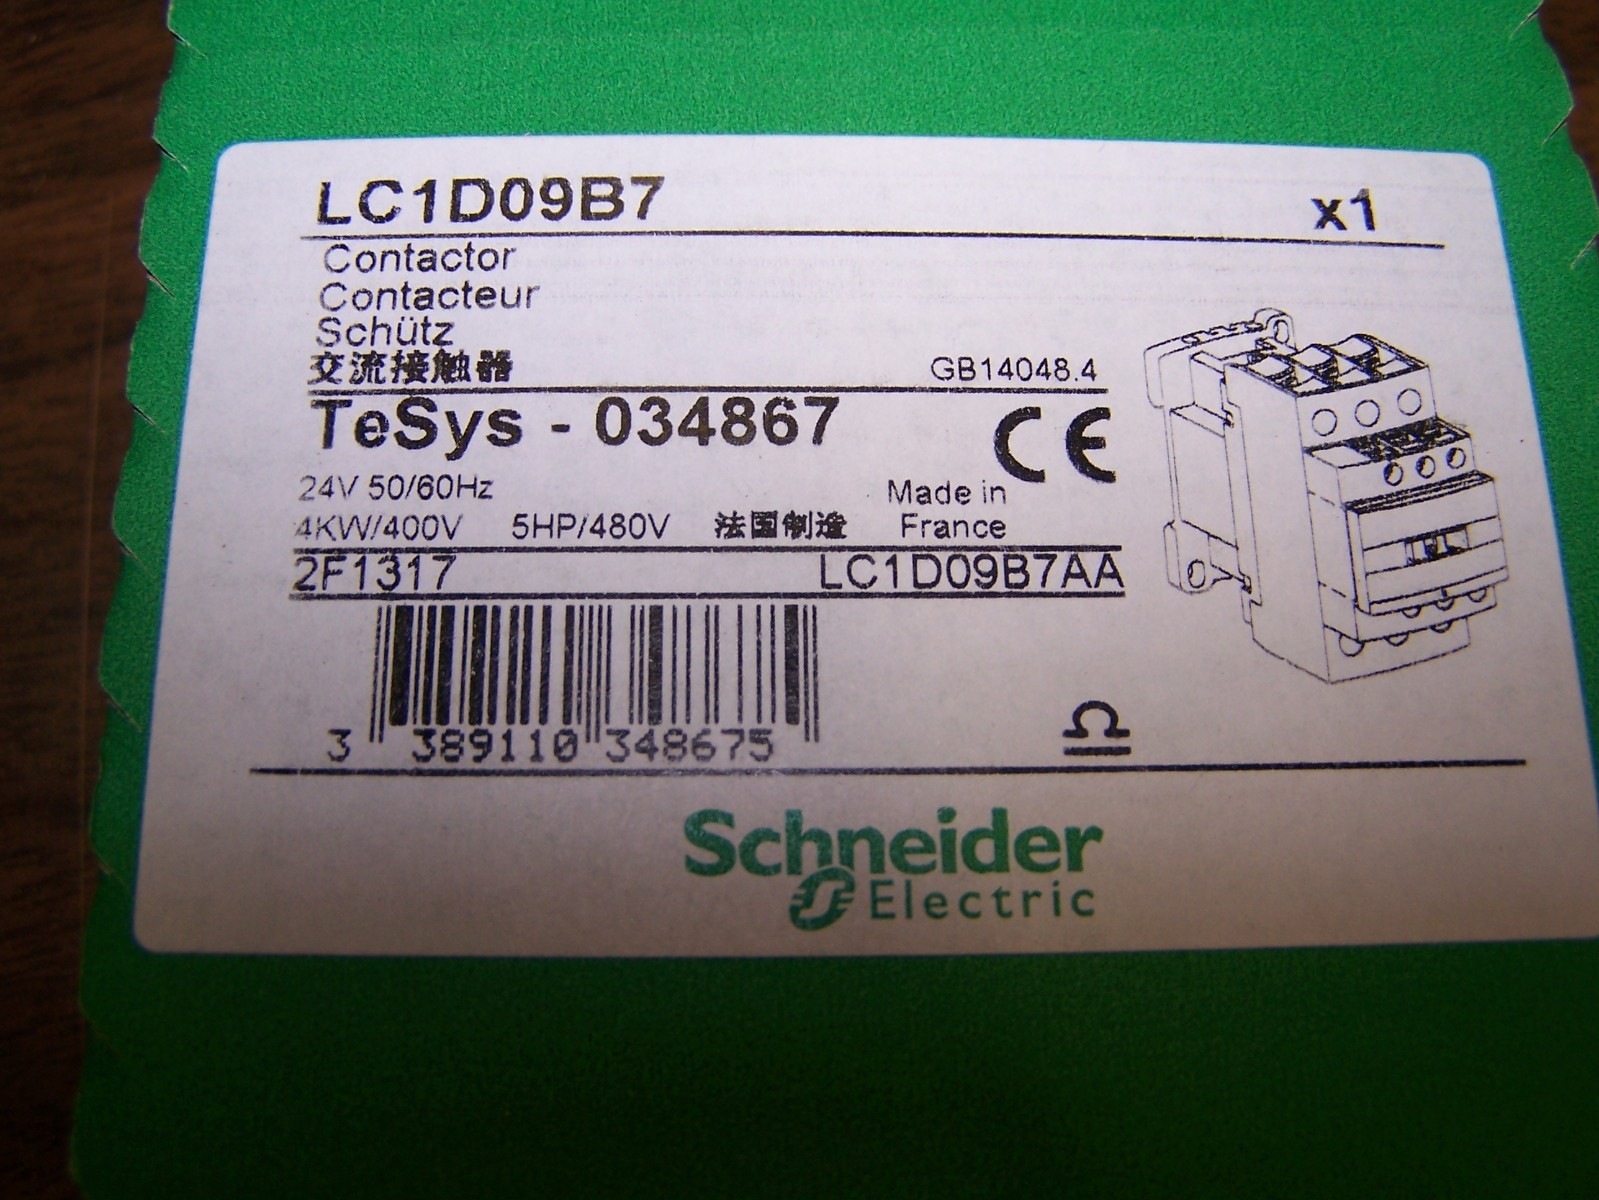 LC1D09B7 x1
Contactor
Contacteur
Schütz
交流接触器 GB14048.4
TeSys - 034867 CE
24V 50/60Hz Made in
4KW/400V 5HP/480V 法国制造 France
2F1317 LC1D09B7AA
3 389110 348675
Schneider
Electric